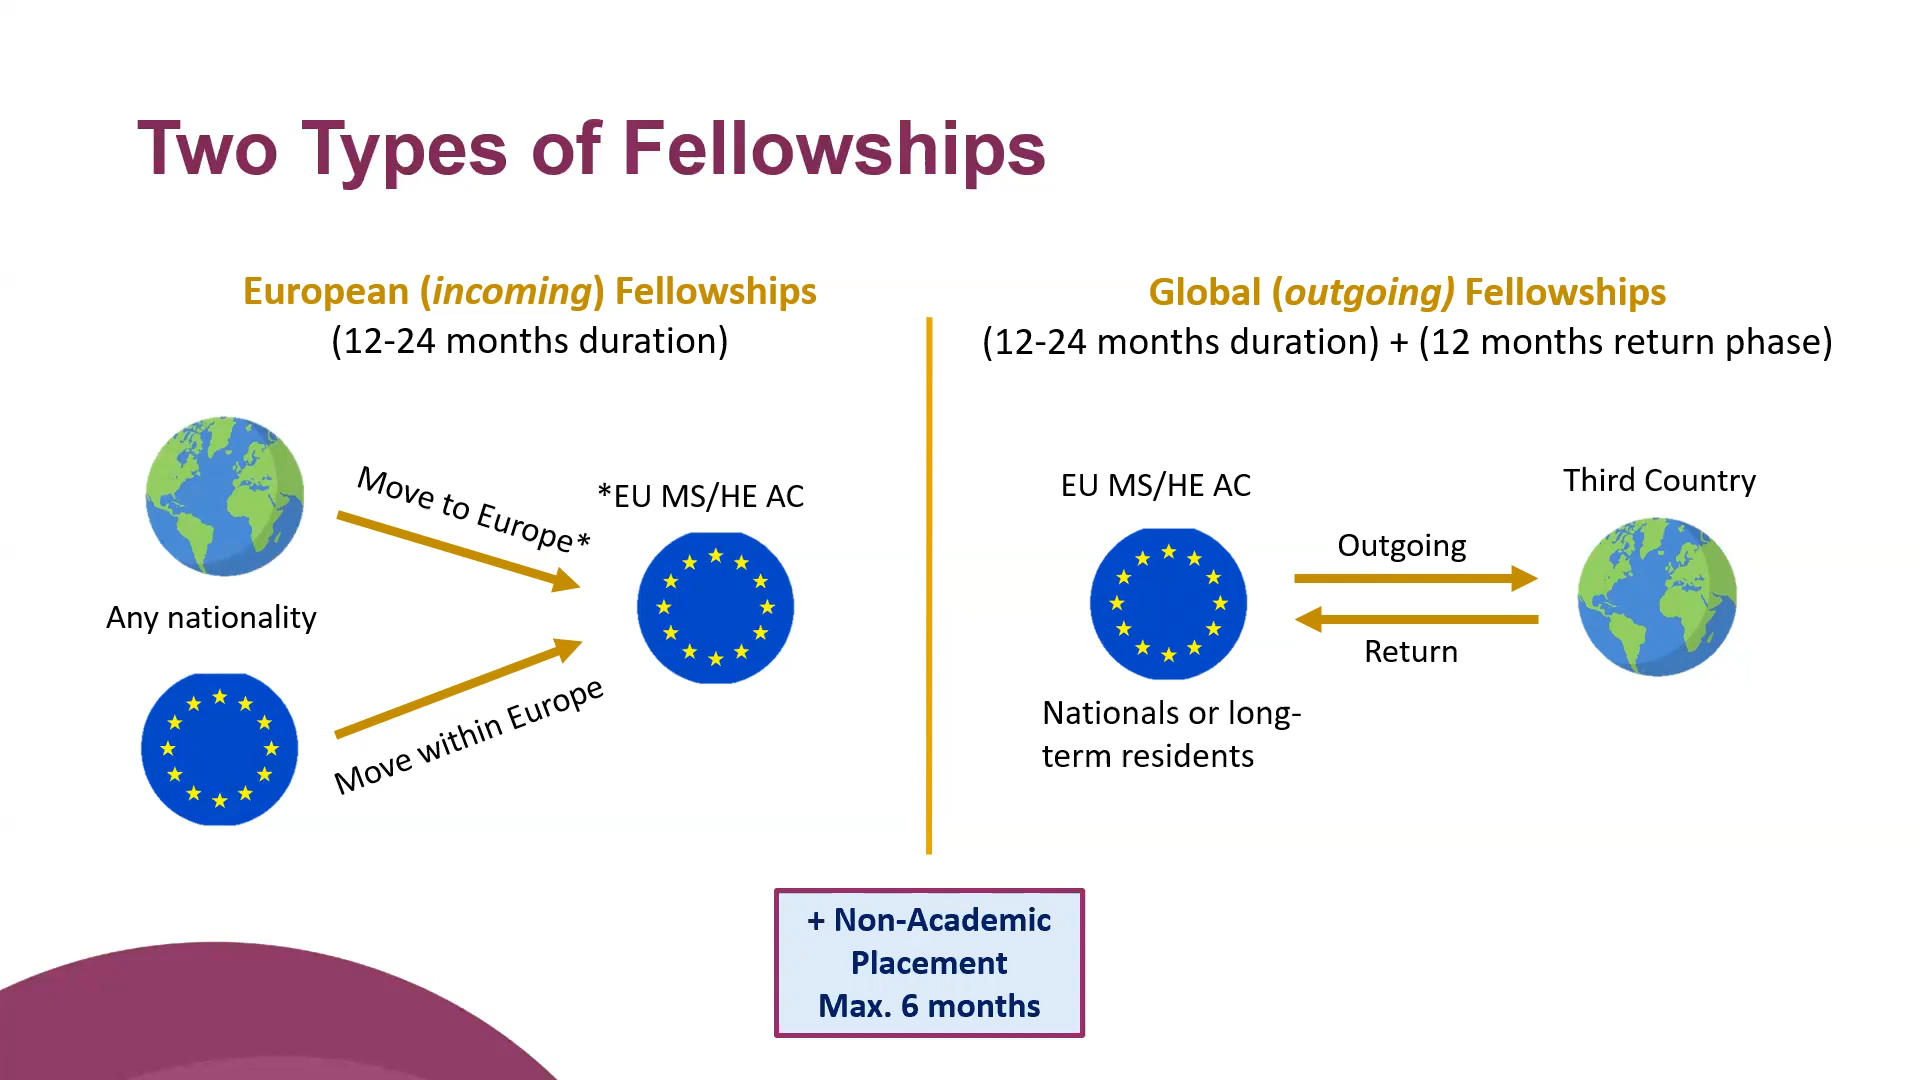 Two Types of Fellowships
European (incoming) Fellowships
(12-24 months duration)
Move to Europe*
*EU MS/HE AC
Any nationality
Move within Europe
Global (outgoing) Fellowships
(12-24 months duration) + (12 months return phase)
EU MS/HE AC
Third Country
Outgoing
Return
Nationals or long-
term residents
+ Non-Academic
Placement
Max. 6 months